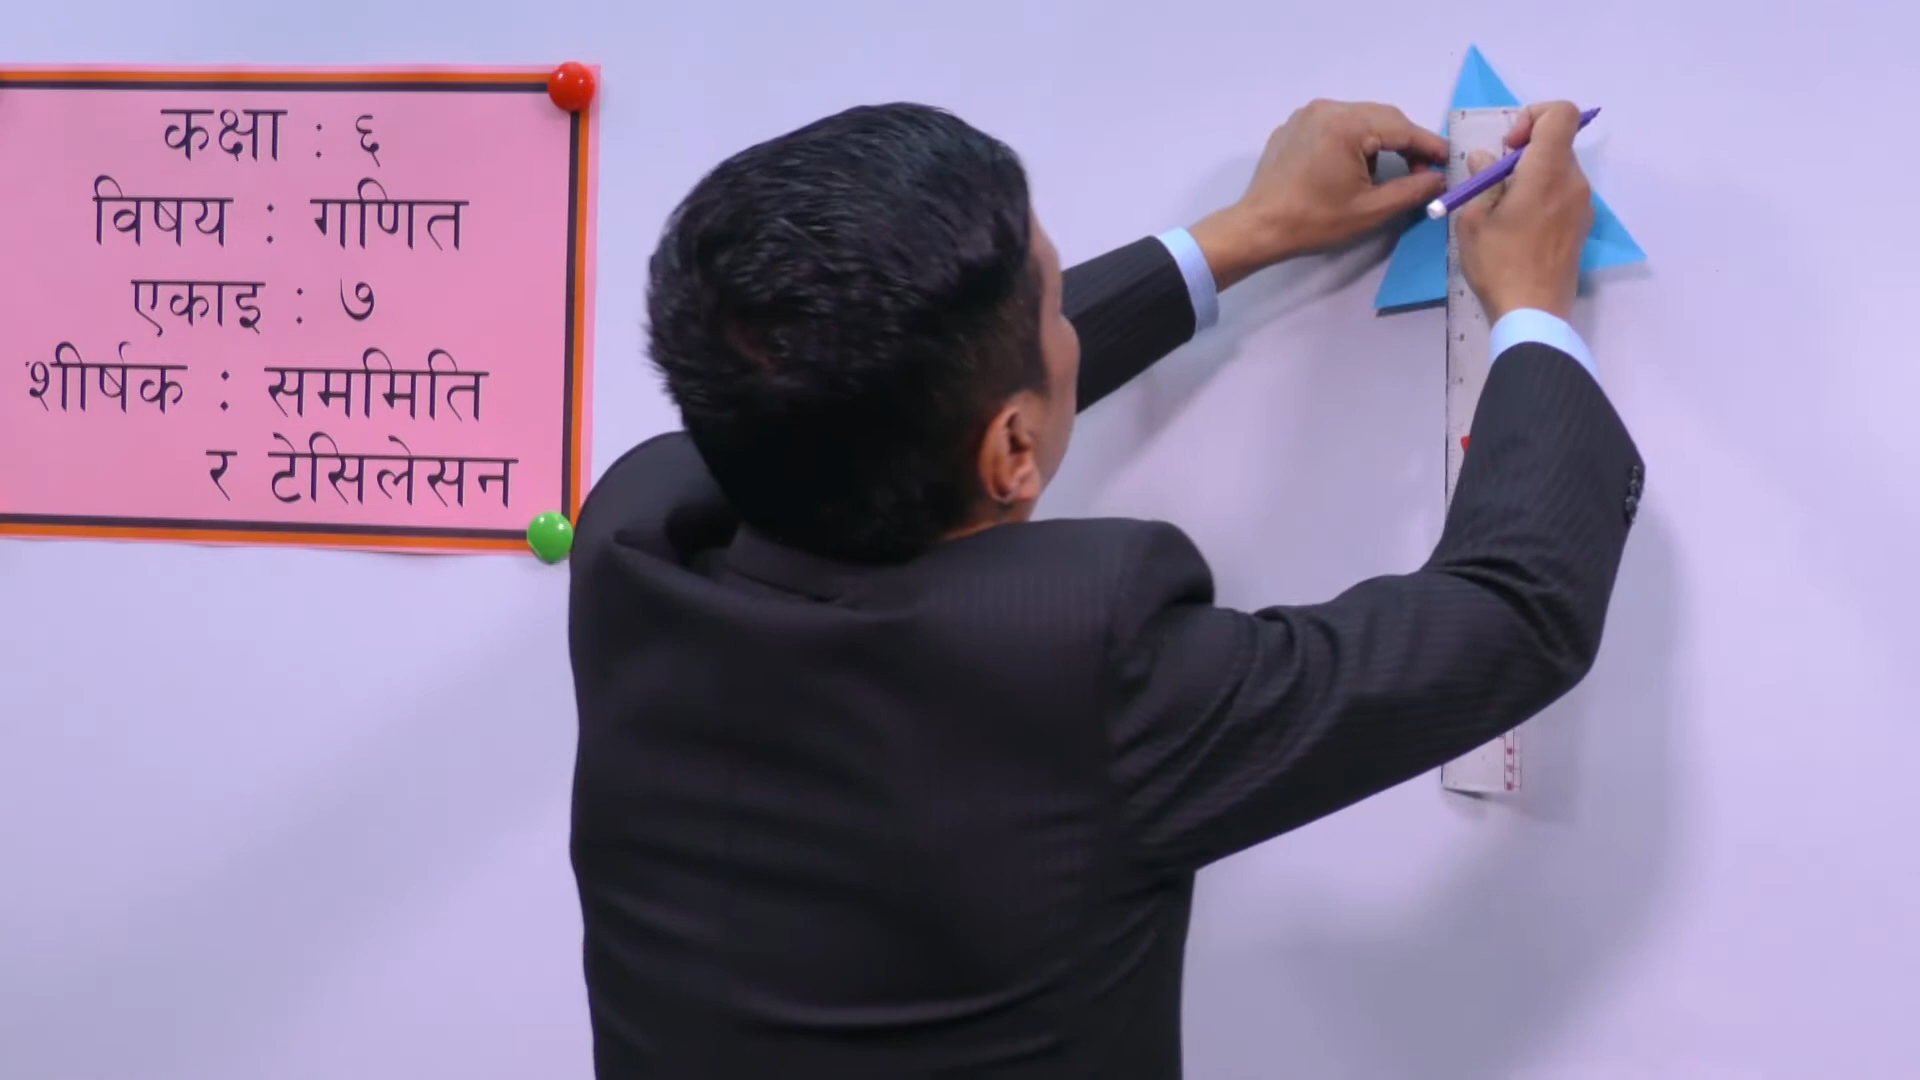 कक्षा : ६
विषय : गणित
एकाइ : ७
शीर्षक : सममिति
र टेसिलेसन